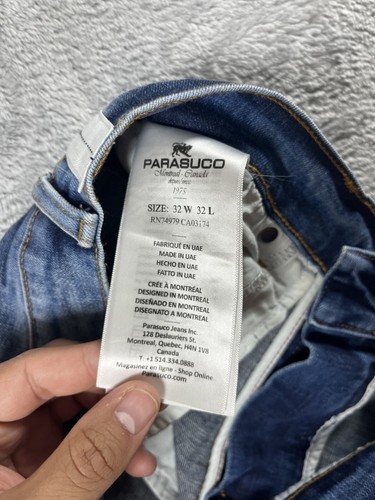 PARASUCO
Montreal - Canada
depuis/since
1975
SIZE: 32 W 32 L
RN74979 CA03174
FABRIQUÉ EN UAE
MADE IN UAE
HECHO EN UAE
FATTO IN UAE
CRÉE À MONTRÉAL
DESIGNED IN MONTREAL
DISEÑADO EN MONTREAL
DISEGNATO A MONTREAL
Parasuco Jeans Inc.
128 Deslauriers St.
Montreal, Quebec, H4N 1V8
Canada
T. +1 514.334.0888
Magasinez en ligne - Shop Online
Parasuco.com